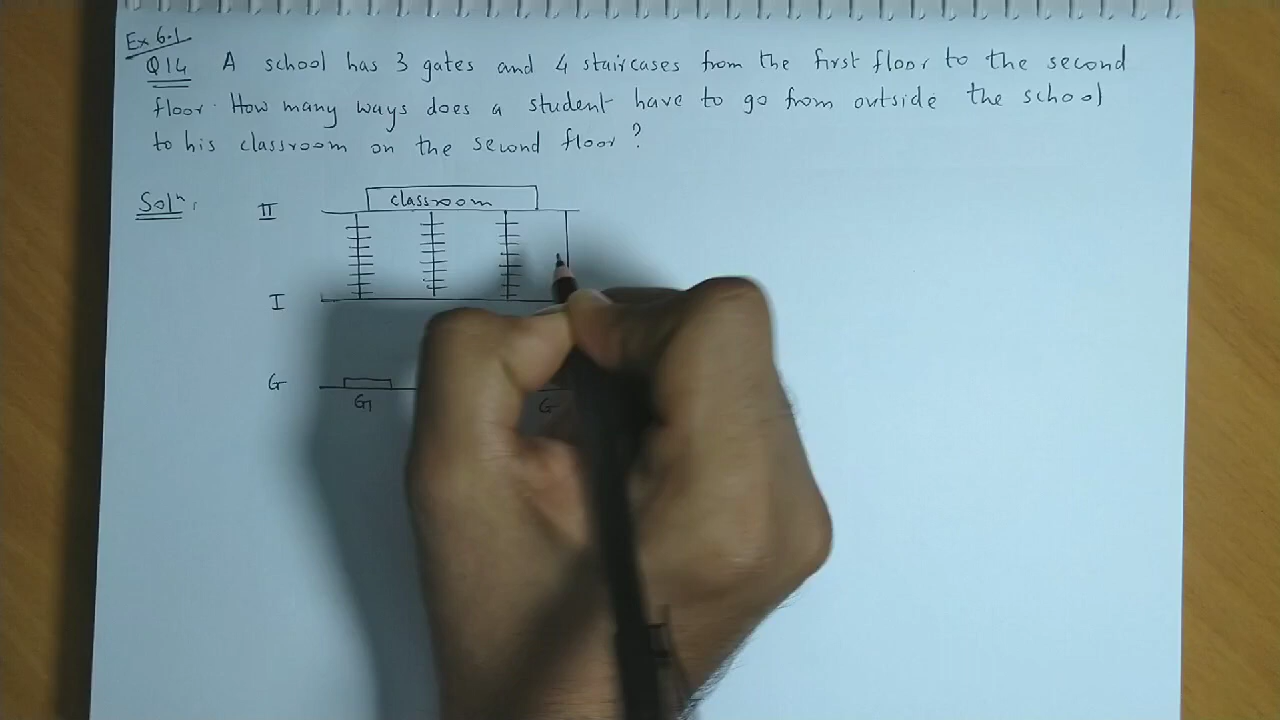 Ex 6.1
Q14 A school has 3 gates and 4 staircases from the first floor to the second
floor. How many ways does a student have to go from outside the school
to his classroom on the second floor?
Solⁿ:
II
classroom
I
G
G1
G